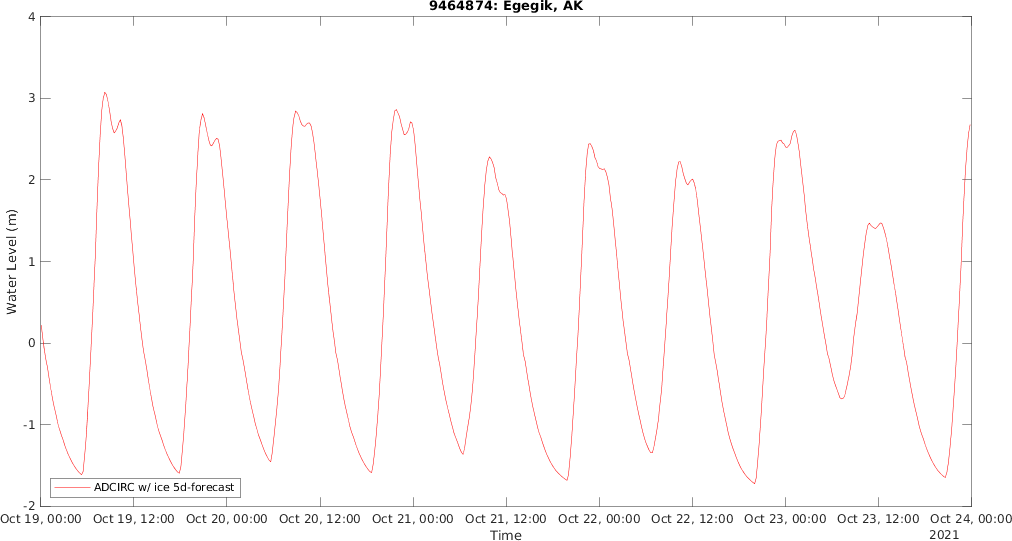 9464874: Egegik, AK
4
3
2
1
0
-1
-2
Water Level (m)
ADCIRC w/ ice 5d-forecast
Oct 19, 00:00 Oct 19, 12:00 Oct 20, 00:00 Oct 20, 12:00 Oct 21, 00:00 Oct 21, 12:00 Oct 22, 00:00 Oct 22, 12:00 Oct 23, 00:00 Oct 23, 12:00 Oct 24, 00:00
Time
2021